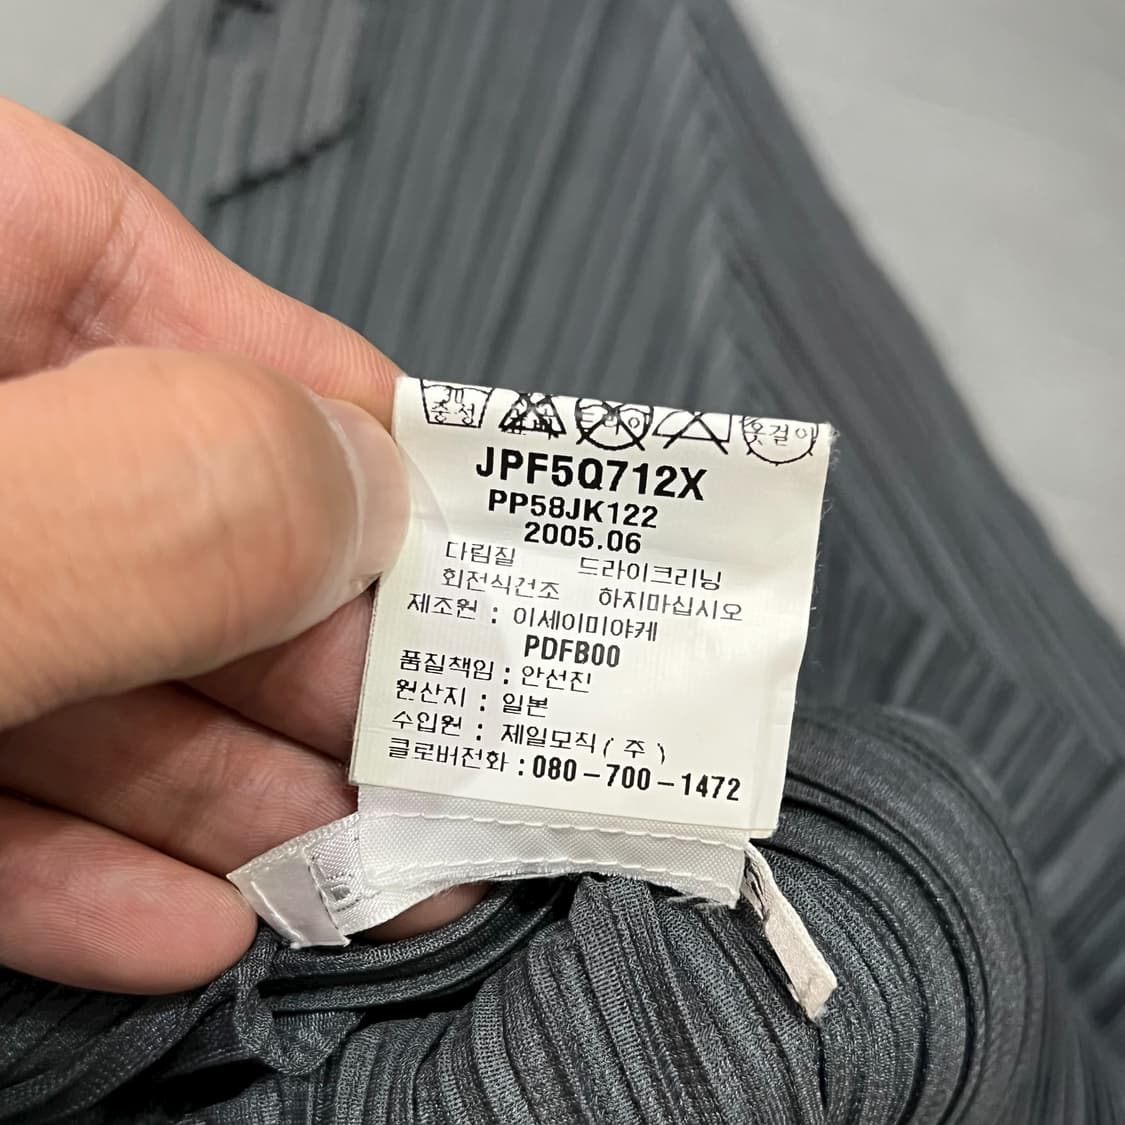 중성
옷걸이
JPF5Q712X
PP58JK122
2005.06
다림질 드라이크리닝
회전식건조 하지마십시오
제조원 : 이세이미야케
PDFB00
품질책임 : 안선진
원산지 : 일본
수입원 : 제일모직(주)
클로버전화 : 080-700-1472